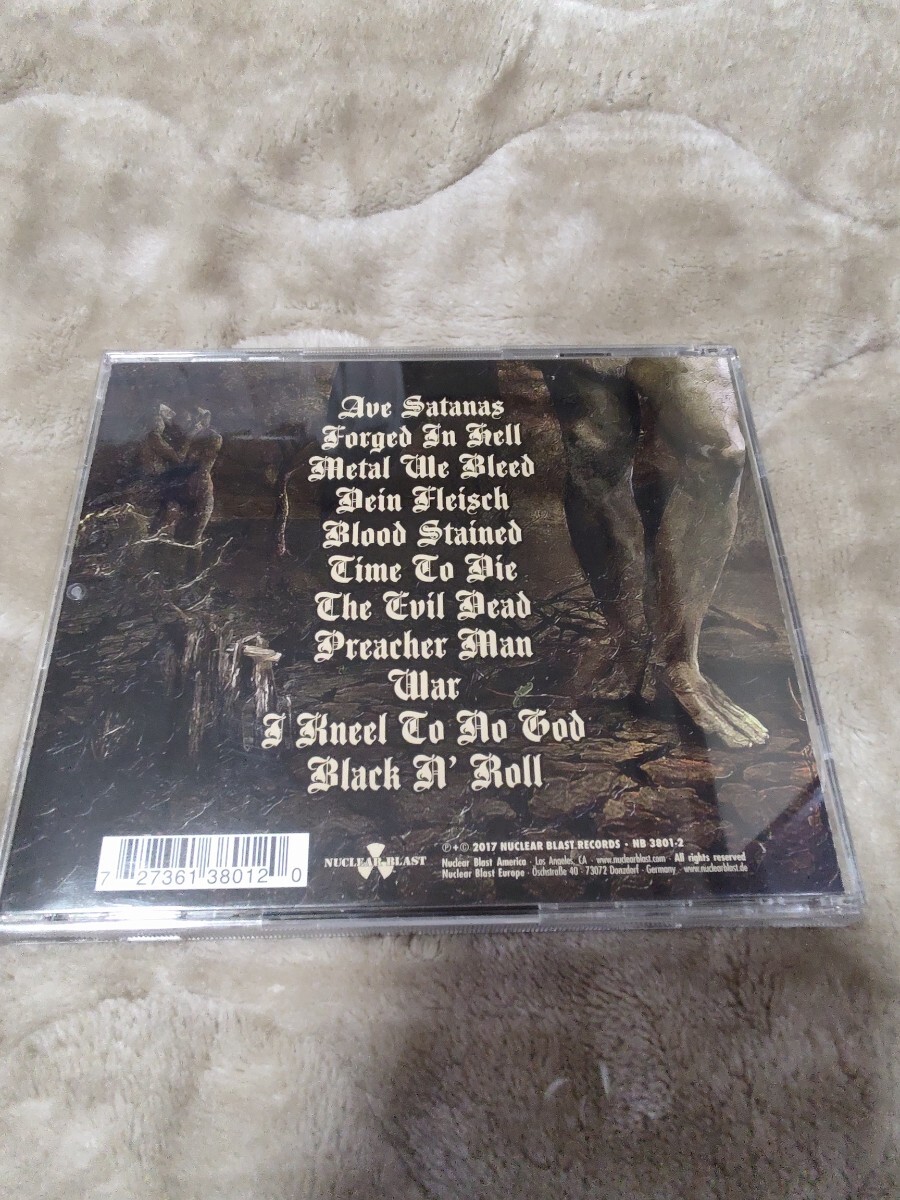 Ave Satanas
Forged In Hell
Metal We Bleed
Dein Fleisch
Blood Stained
Time To Die
The Evil Dead
Preacher Man
War
I Kneel To No God
Black N' Roll
7 27361 38012 0
NUCLEAR BLAST
℗+© 2017 NUCLEAR BLAST RECORDS · NB 3801-2
Nuclear Blast America · Los Angeles, CA · www.nuclearblast.com · All rights reserved
Nuclear Blast Europe · Öschstraße 40 · 73072 Donzdorf · Germany · www.nuclearblast.de